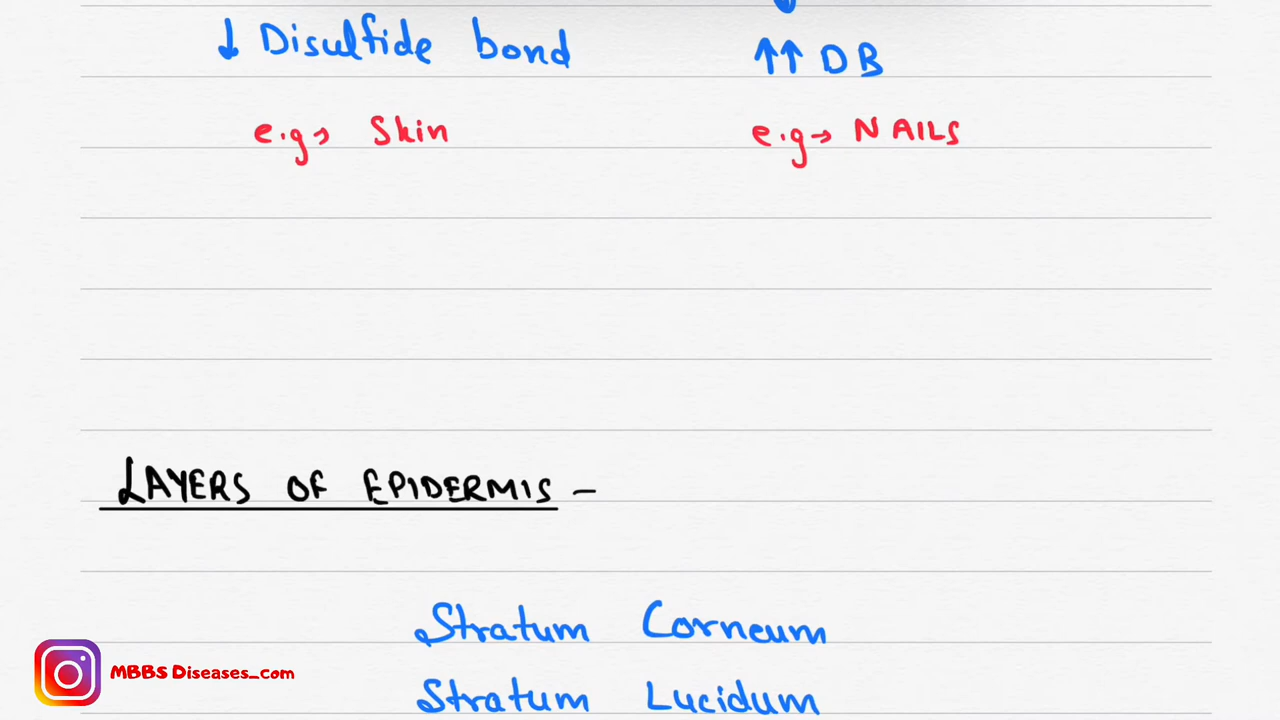 ↓ Disulfide bond
↑↑ DB
e.g → Skin
e.g → NAILS
LAYERS OF EPIDERMIS -
Stratum Corneum
Stratum Lucidum
MBBS Diseases_com